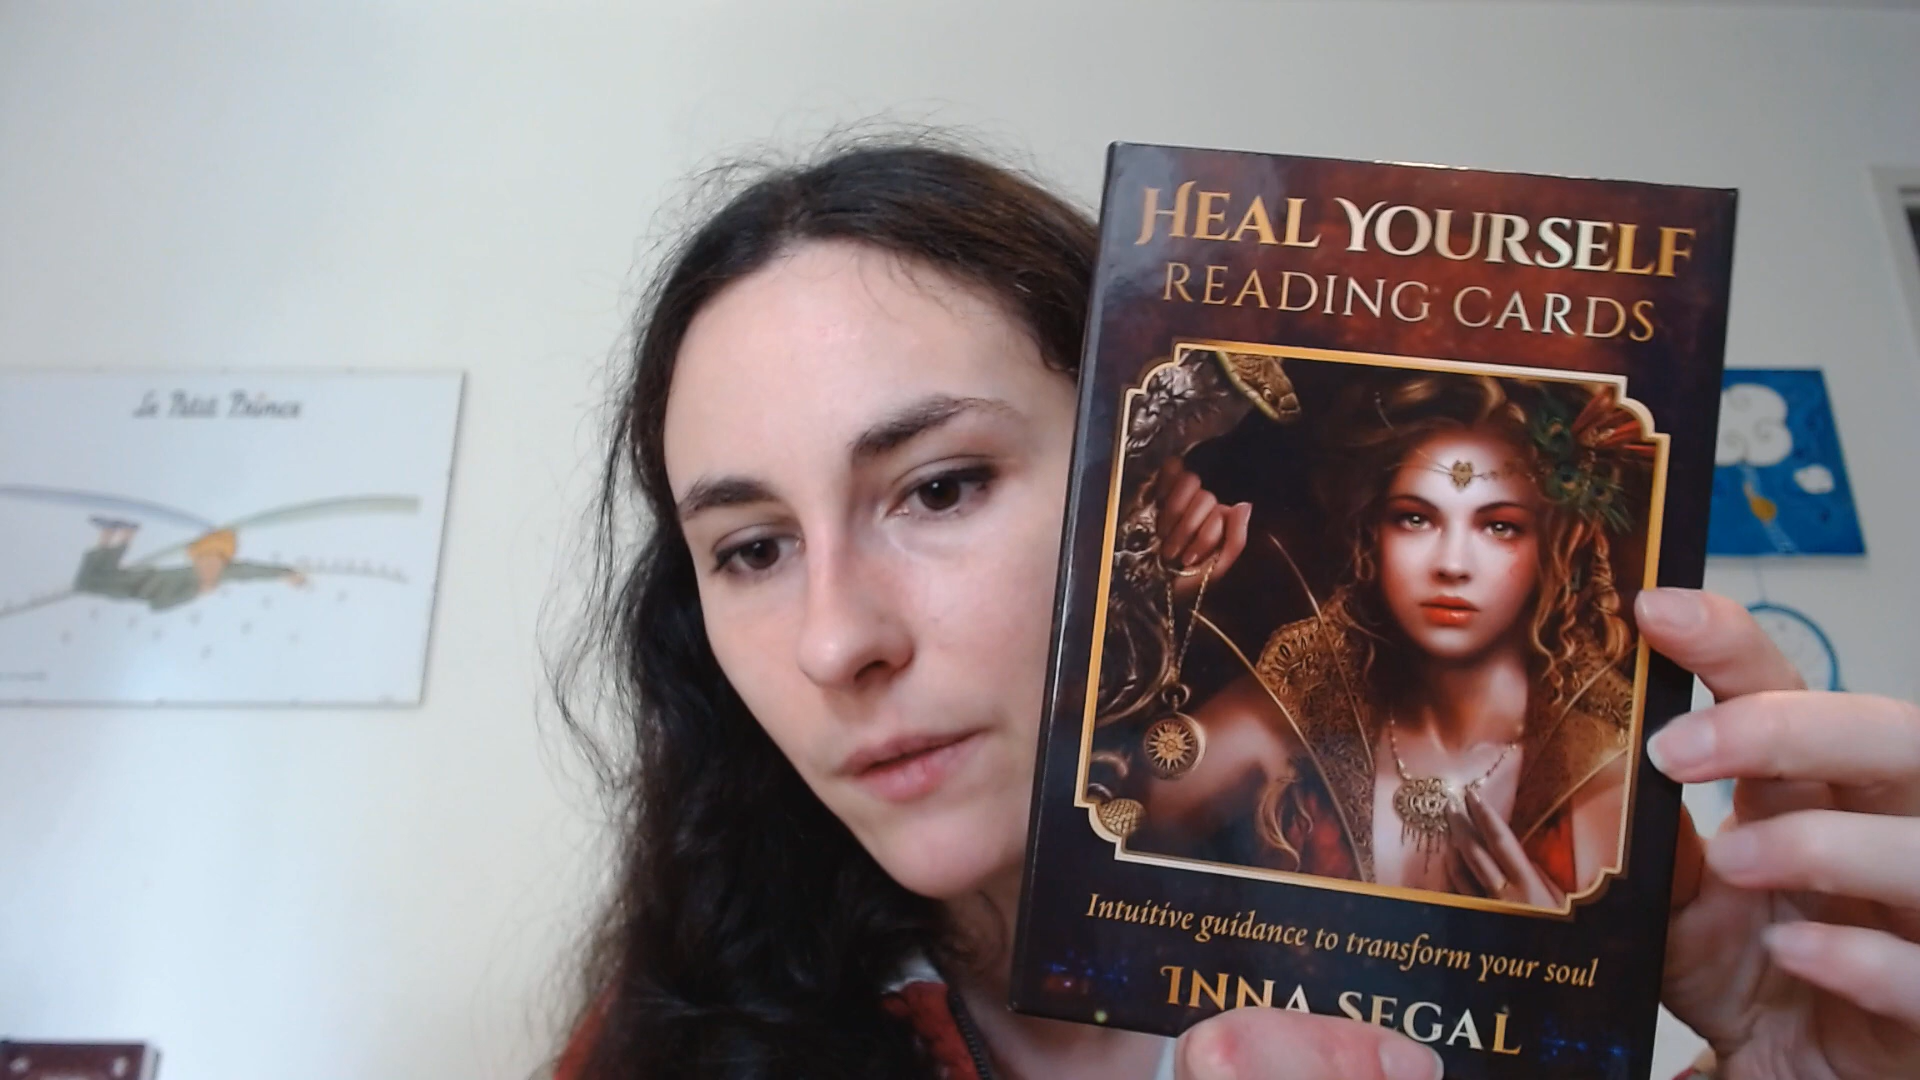 Le Petit Prince
HEAL YOURSELF
READING CARDS
Intuitive guidance to transform your soul
INNA SEGAL